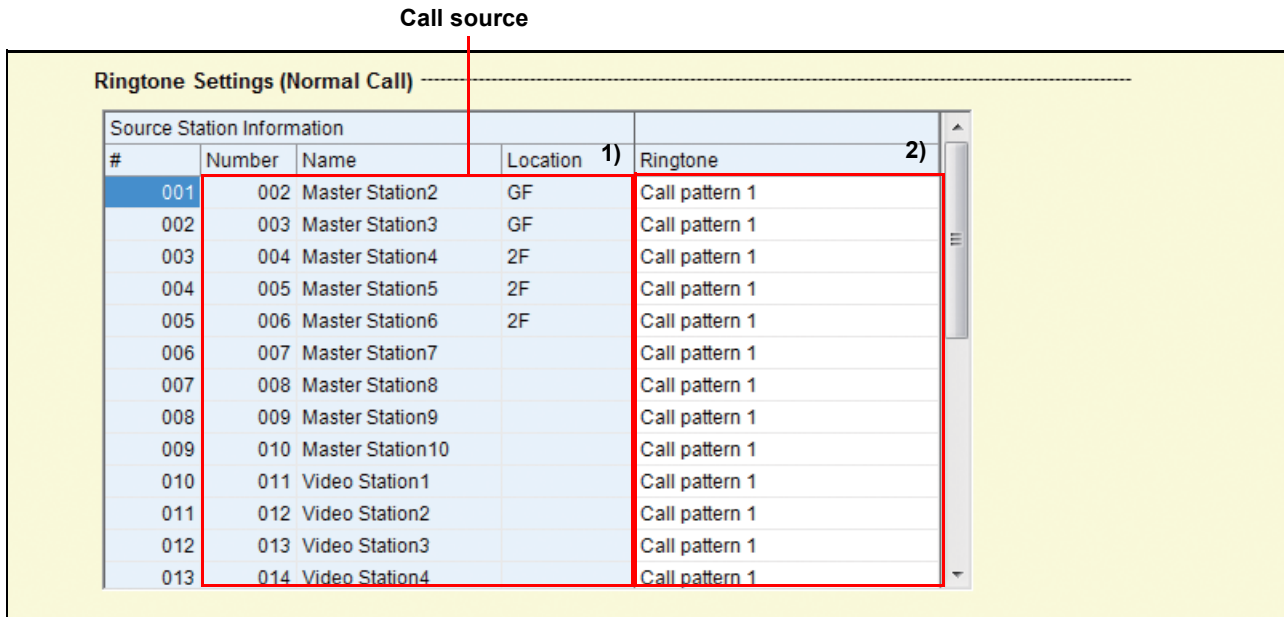 Call source
Ringtone Settings (Normal Call)
Source Station Information
# Number Name Location 1) Ringtone 2)
001 002 Master Station2 GF Call pattern 1
002 003 Master Station3 GF Call pattern 1
003 004 Master Station4 2F Call pattern 1
004 005 Master Station5 2F Call pattern 1
005 006 Master Station6 2F Call pattern 1
006 007 Master Station7 Call pattern 1
007 008 Master Station8 Call pattern 1
008 009 Master Station9 Call pattern 1
009 010 Master Station10 Call pattern 1
010 011 Video Station1 Call pattern 1
011 012 Video Station2 Call pattern 1
012 013 Video Station3 Call pattern 1
013 014 Video Station4 Call pattern 1